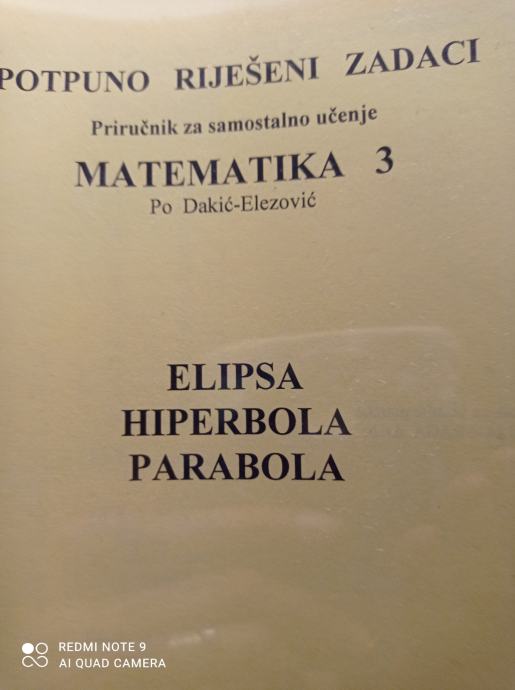 POTPUNO RIJEŠENI ZADACI
Priručnik za samostalno učenje
MATEMATIKA 3
Po Dakić-Elezović
ELIPSA
HIPERBOLA
PARABOLA
REDMI NOTE 9
AI QUAD CAMERA